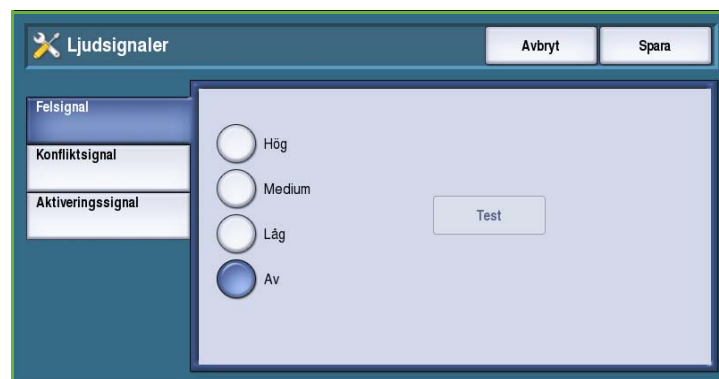 Ljudsignaler
Avbryt
Spara
Felsignal
Konfliktsignal
Aktiveringssignal
Hög
Medium
Låg
Av
Test